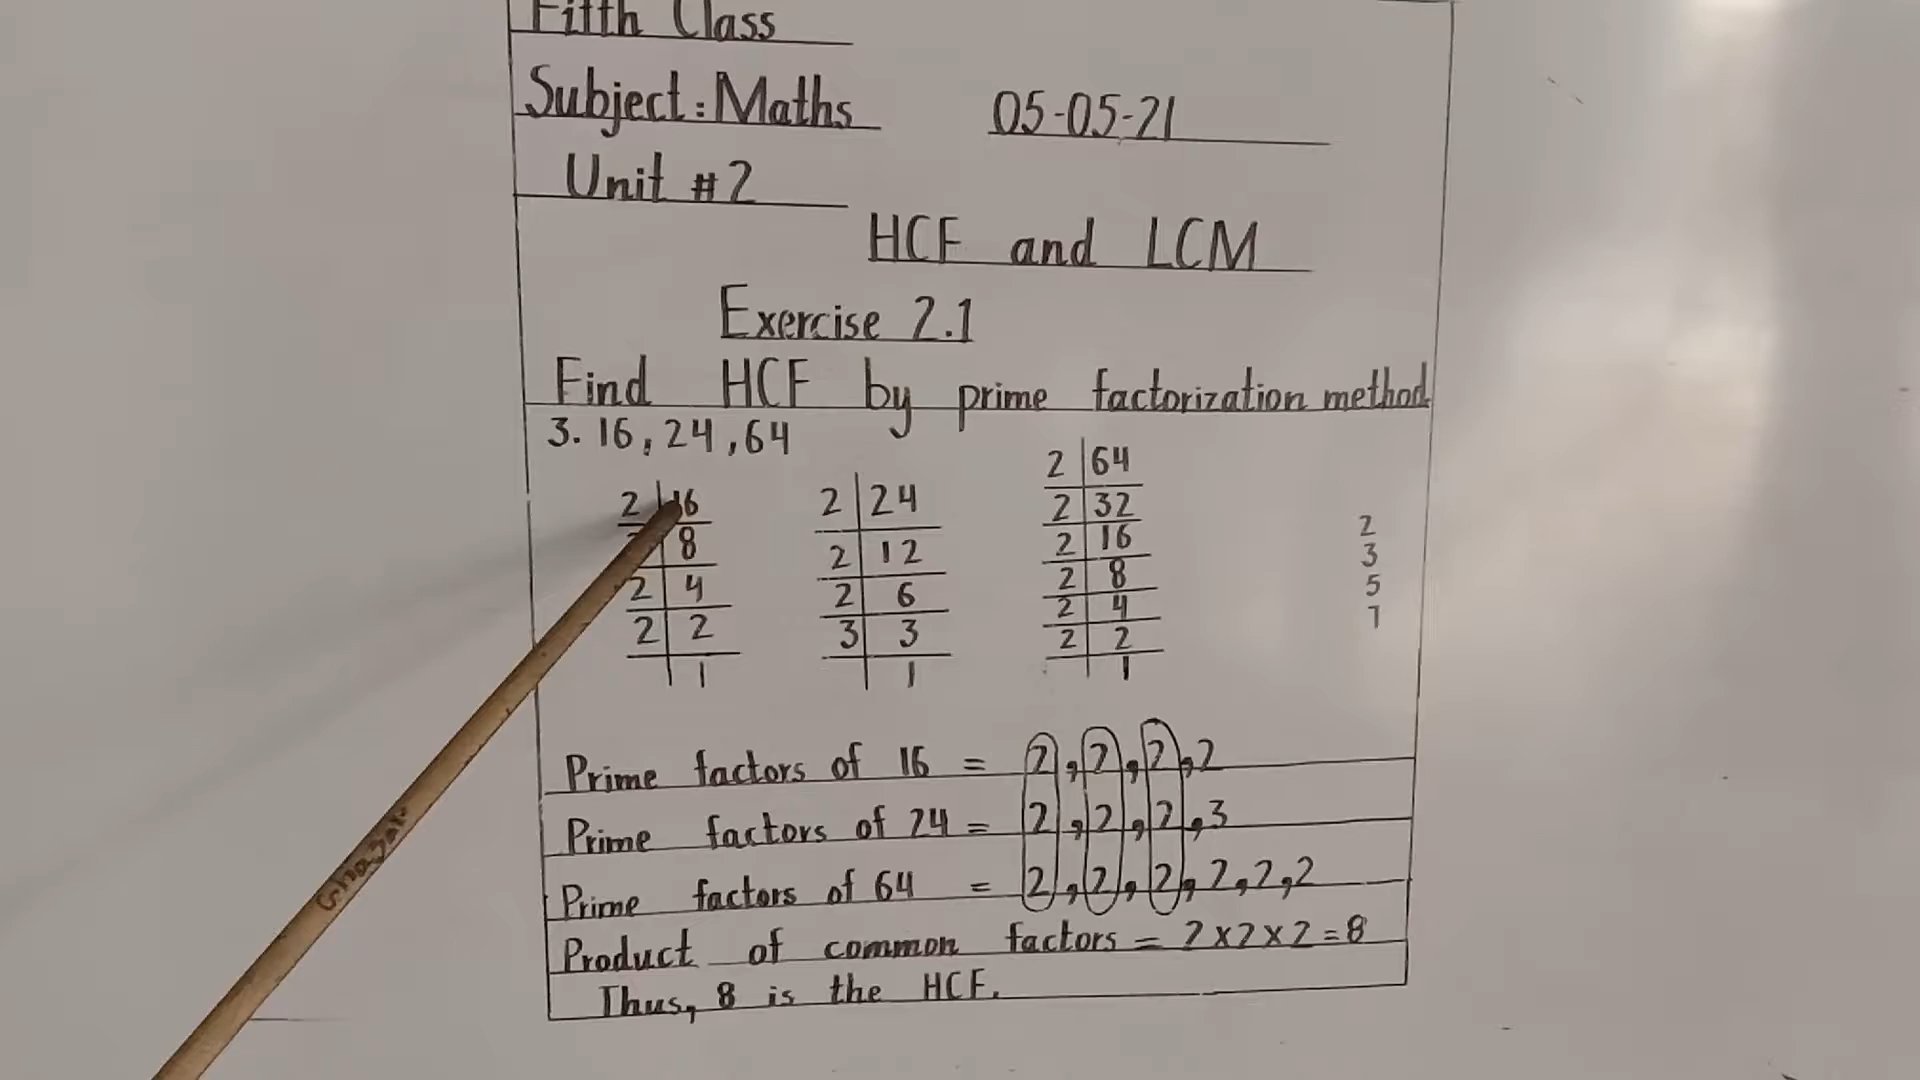 Fifth Class
Subject: Maths 05-05-21
Unit #2
HCF and LCM
Exercise 2.1
Find HCF by prime factorization method
3. 16, 24, 64
2 16
8
2 4
2 2
1
2 24
2 12
2 6
3 3
1
2 64
2 32
2 16
2 8
2 4
2 2
1
2
3
5
7
Prime factors of 16 = 2, 2, 2, 2
Prime factors of 24 = 2, 2, 2, 3
Prime factors of 64 = 2, 2, 2, 2, 2, 2
Product of common factors = 2 x 2 x 2 = 8
Thus, 8 is the HCF.